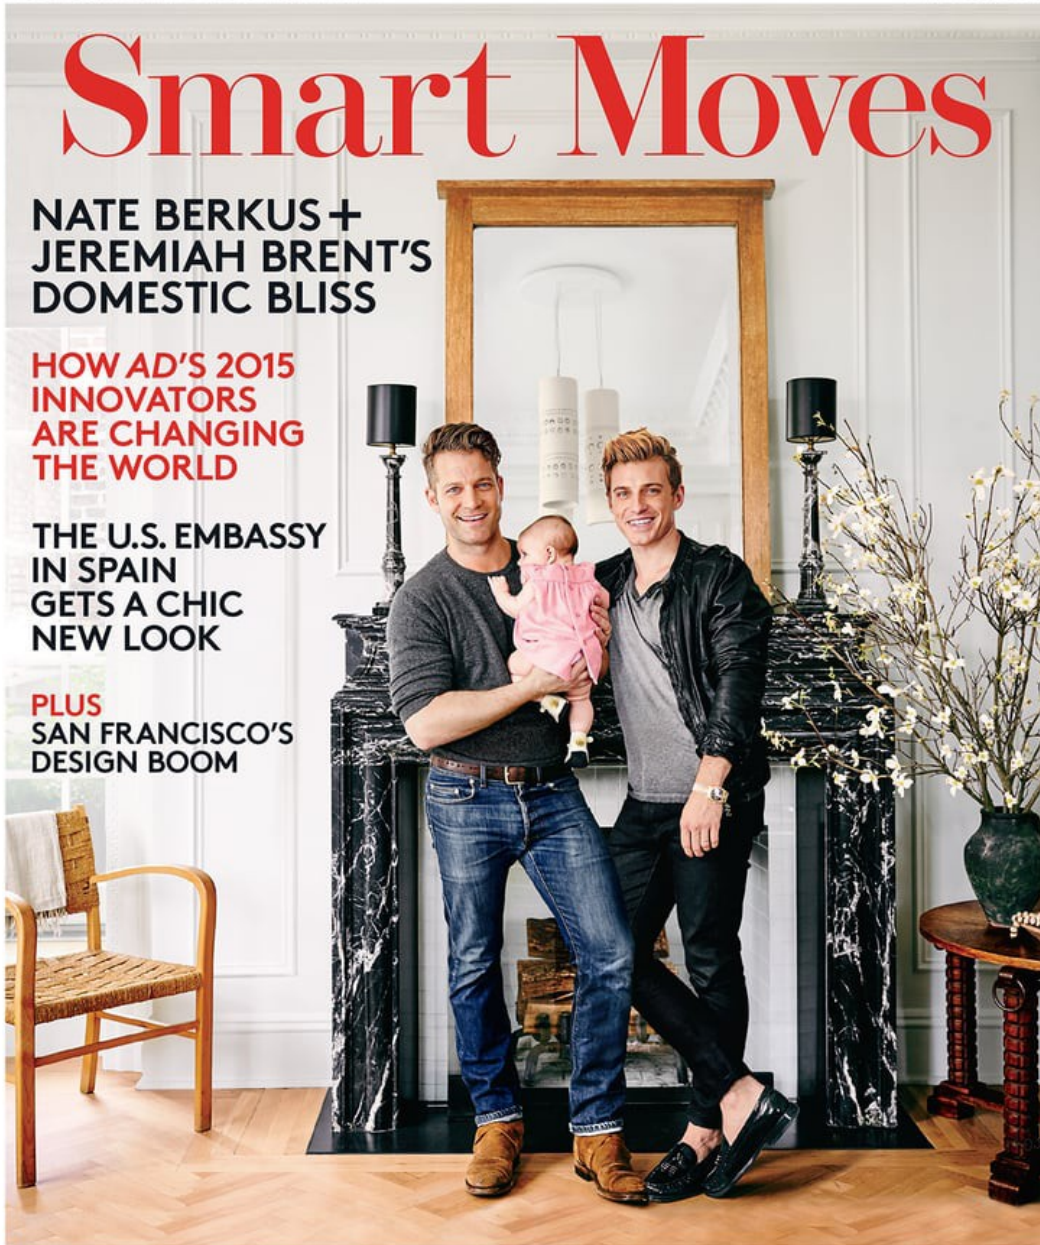 Smart Moves
NATE BERKUS +
JEREMIAH BRENT'S
DOMESTIC BLISS
HOW AD'S 2015
INNOVATORS
ARE CHANGING
THE WORLD
THE U.S. EMBASSY
IN SPAIN
GETS A CHIC
NEW LOOK
PLUS
SAN FRANCISCO'S
DESIGN BOOM